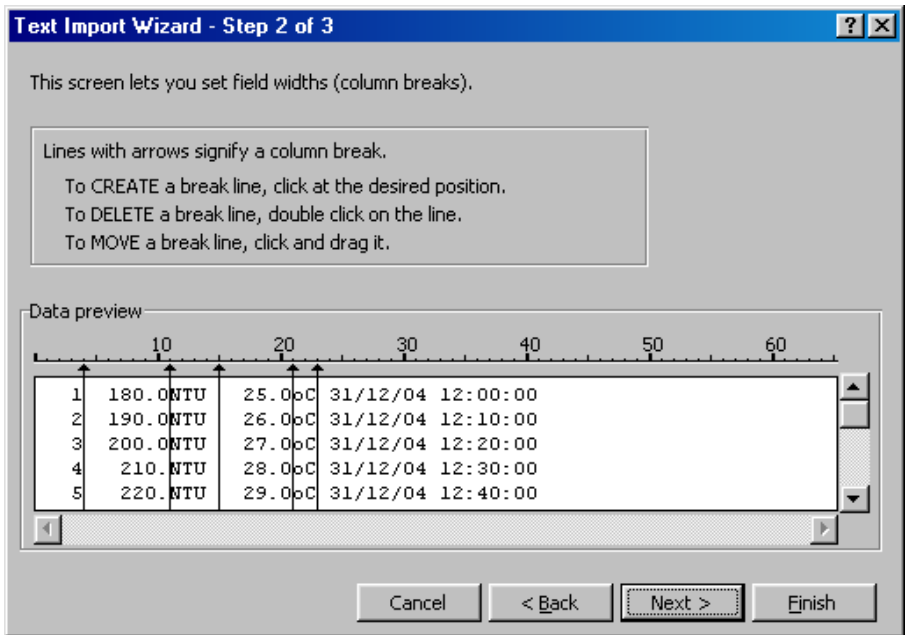 Text Import Wizard - Step 2 of 3
This screen lets you set field widths (column breaks).
Lines with arrows signify a column break.
To CREATE a break line, click at the desired position.
To DELETE a break line, double click on the line.
To MOVE a break line, click and drag it.
Data preview
10 20 30 40 50 60
1 180.0NTU 25.0oC 31/12/04 12:00:00
2 190.0NTU 26.0oC 31/12/04 12:10:00
3 200.0NTU 27.0oC 31/12/04 12:20:00
4 210.NTU 28.0oC 31/12/04 12:30:00
5 220.NTU 29.0oC 31/12/04 12:40:00
Cancel < Back Next > Finish